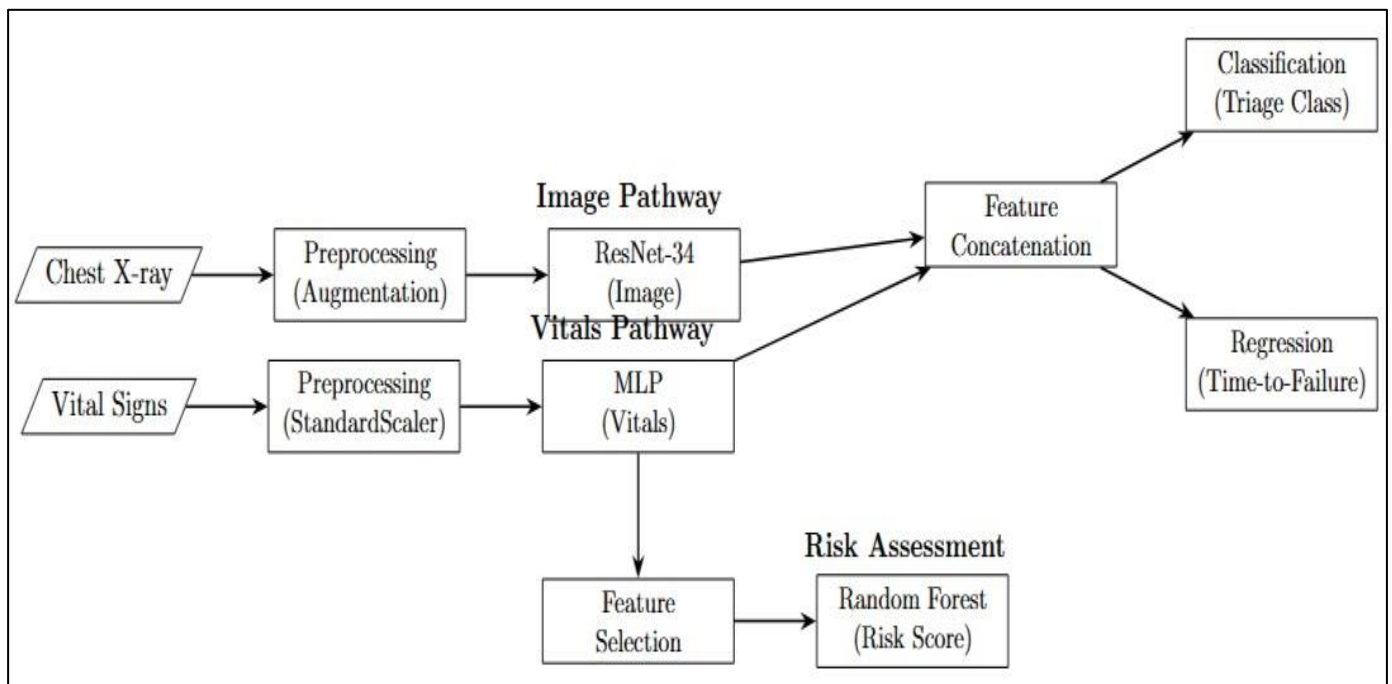 Classification
(Triage Class)
Image Pathway
Feature
Concatenation
Chest X-ray
Preprocessing
(Augmentation)
ResNet-34
(Image)
Vitals Pathway
Regression
(Time-to-Failure)
Vital Signs
Preprocessing
(StandardScaler)
MLP
(Vitals)
Risk Assessment
Feature
Selection
Random Forest
(Risk Score)